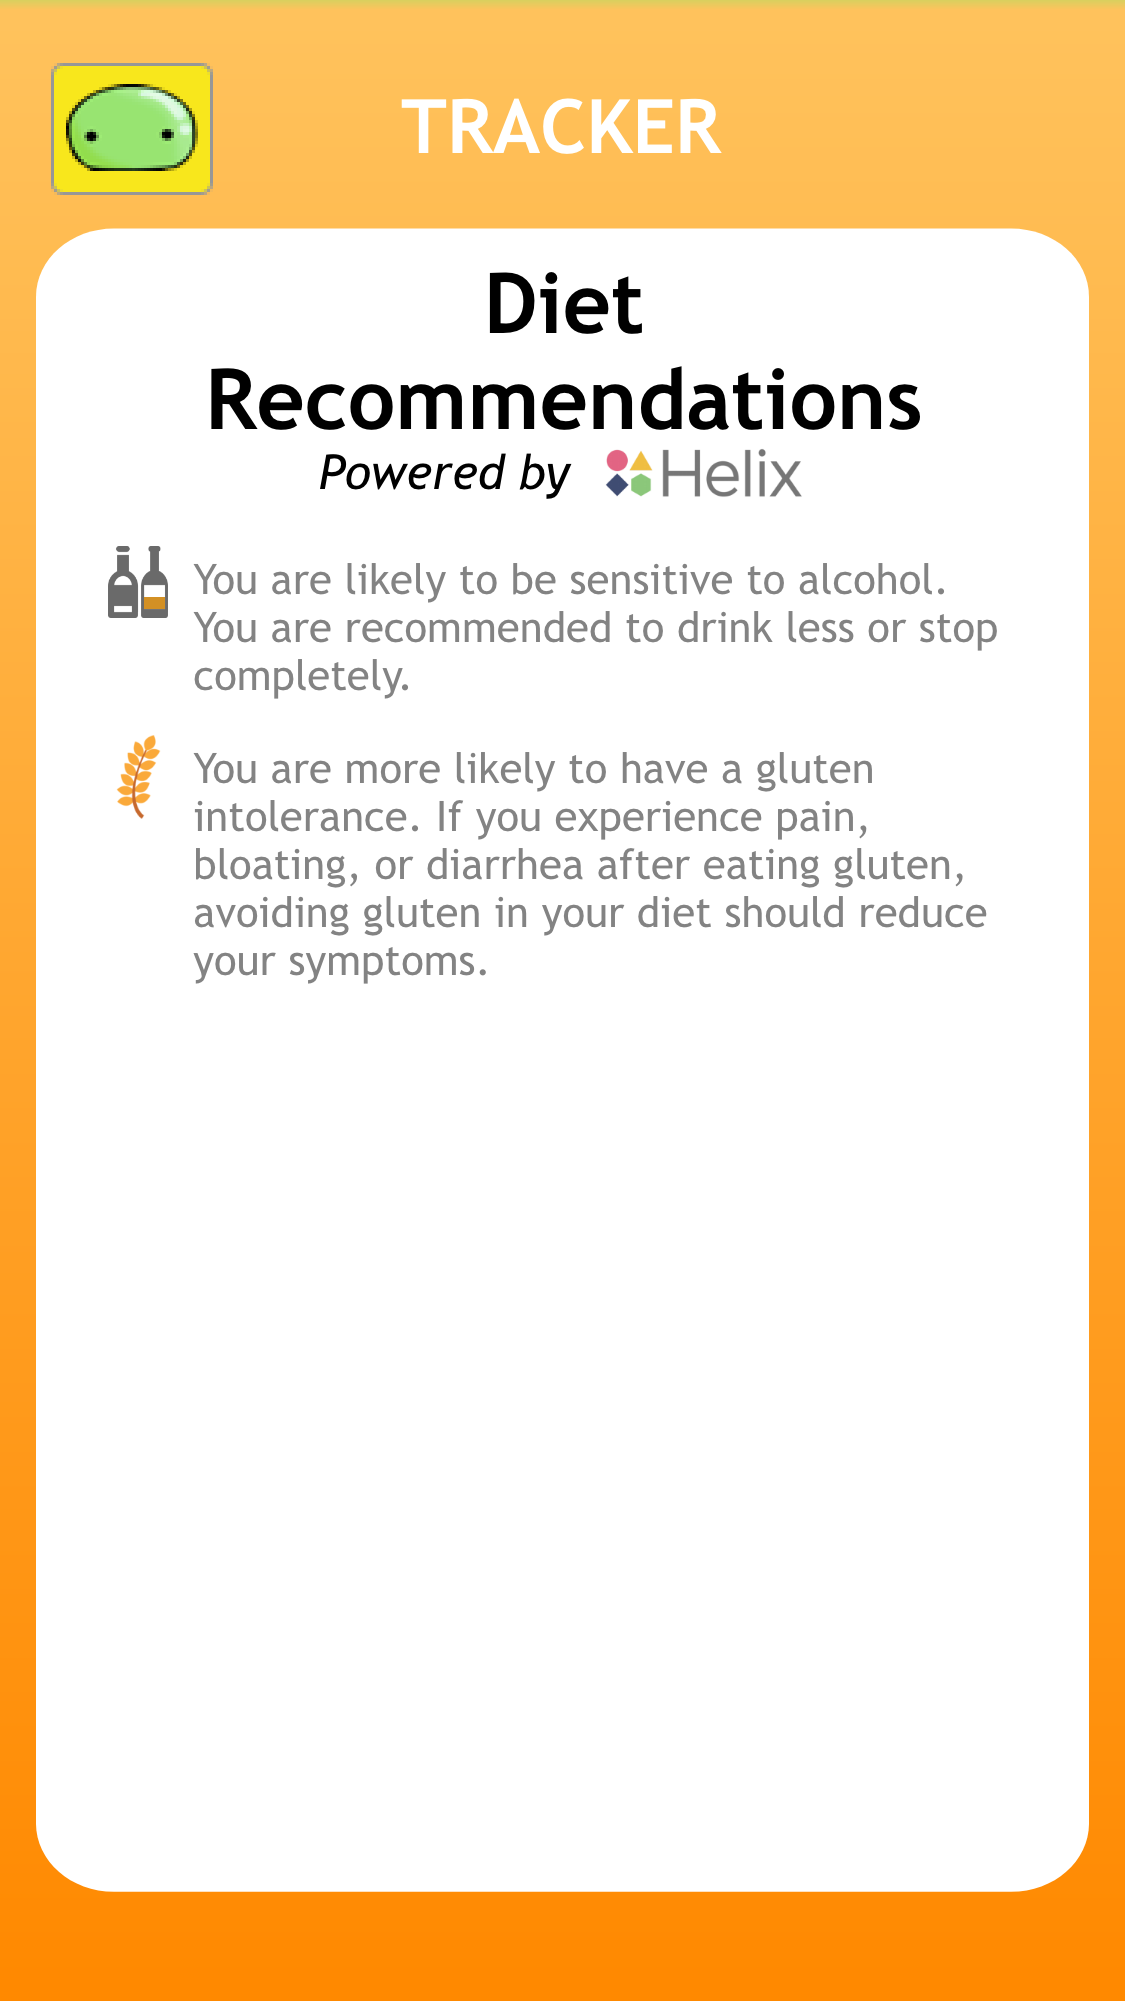 TRACKER
Diet
Recommendations
Powered by Helix
You are likely to be sensitive to alcohol.
You are recommended to drink less or stop
completely.
You are more likely to have a gluten
intolerance. If you experience pain,
bloating, or diarrhea after eating gluten,
avoiding gluten in your diet should reduce
your symptoms.